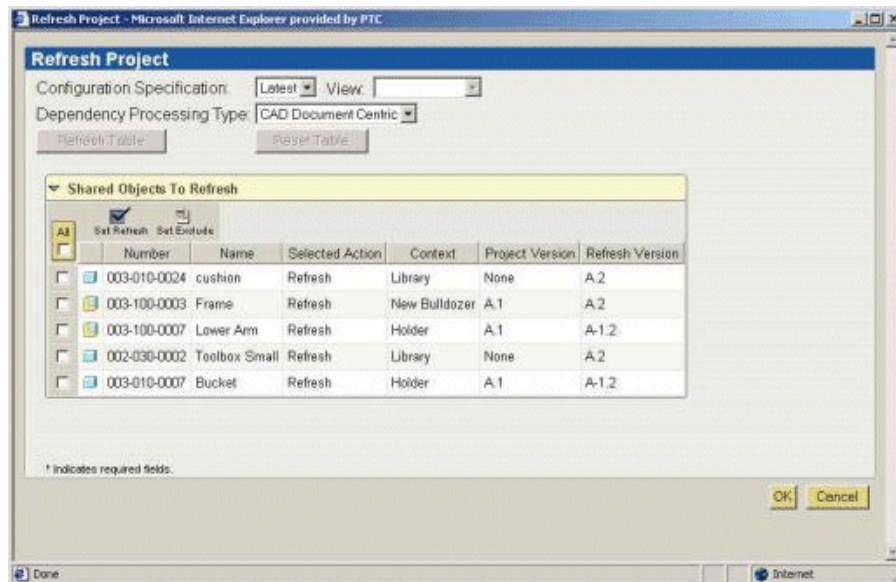 Refresh Project - Microsoft Internet Explorer provided by PTC
Refresh Project
Configuration Specification: Latest View:
Dependency Processing Type: CAD Document Centric
Refresh Table Reset Table
Shared Objects To Refresh
All Set Refresh Set Exclude
Number Name Selected Action Context Project Version Refresh Version
003-010-0024 cushion Refresh Library None A.2
003-100-0003 Frame Refresh New Bulldozer A.1 A.2
003-100-0007 Lower Arm Refresh Holder A.1 A-1.2
002-030-0002 Toolbox Small Refresh Library None A.2
003-010-0007 Bucket Refresh Holder A.1 A-1.2
* Indicates required fields.
OK Cancel
Done Internet